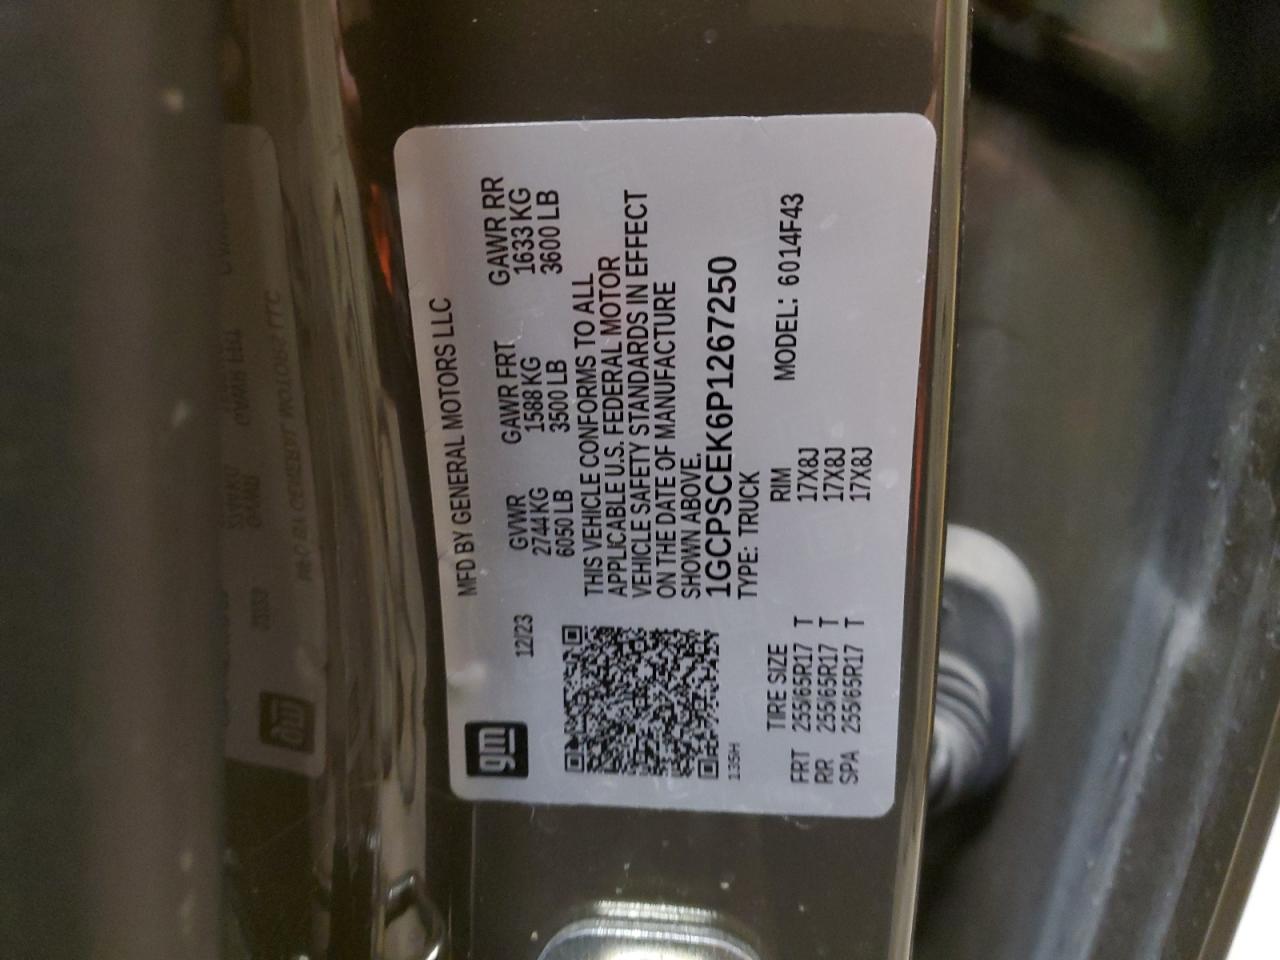 gm
MFD BY GENERAL MOTORS LLC
12/23 GVWR GAWR FRT GAWR RR
2744 KG 1588 KG 1633 KG
6050 LB 3500 LB 3600 LB
THIS VEHICLE CONFORMS TO ALL
APPLICABLE U.S. FEDERAL MOTOR
VEHICLE SAFETY STANDARDS IN EFFECT
ON THE DATE OF MANUFACTURE
SHOWN ABOVE.
1GCPSCEK6P1267250
135/H TYPE: TRUCK
TIRE SIZE RIM MODEL: 6014F43
FRT 255/65R17 T 17X8J
RR 255/65R17 T 17X8J
SPA 255/65R17 T 17X8J